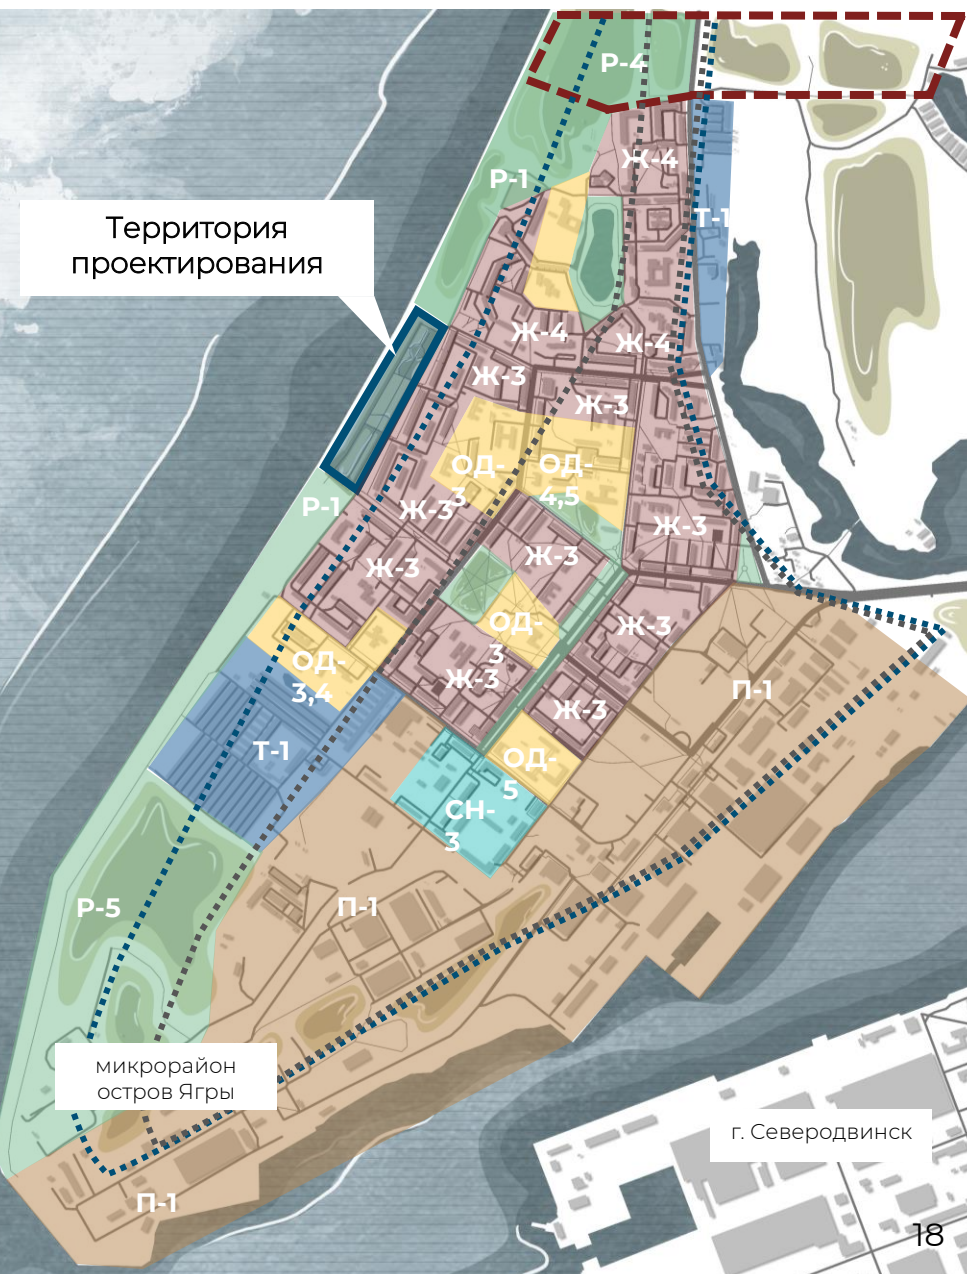 Р-4
Ж-4
Р-1
Т-1
Территория
проектирования
Ж-4
Ж-4
Ж-3
Ж-3
ОД-
3
ОД-
4,5
Р-1
Ж-3
Ж-3
Ж-3
Ж-3
ОД-
3
Ж-3
ОД-
3,4
Ж-3
П-1
Ж-3
Т-1
ОД-
5
СН-
3
Р-5
П-1
микрорайон
остров Ягры
г. Северодвинск
П-1
18